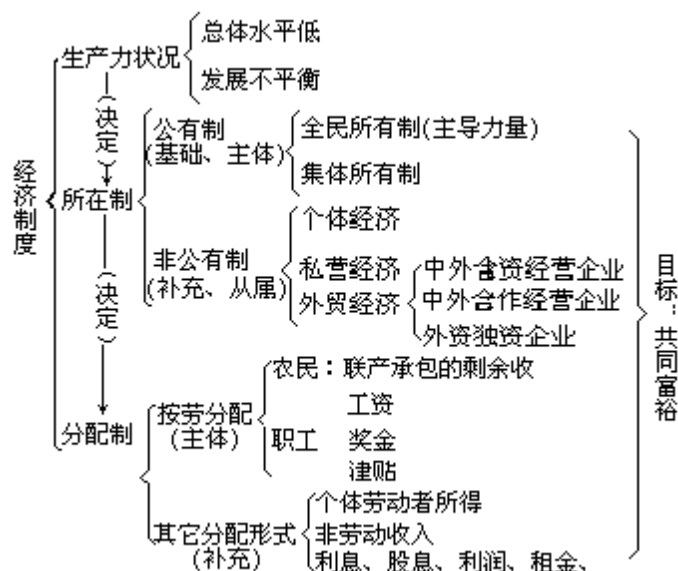 总体水平低
生产力状况
发展不平衡
(决定)
公有制
(基础、主体)
全民所有制(主导力量)
集体所有制
经济制度
所在制
个体经济
非公有制
(补充、从属)
私营经济
外贸经济
中外含资经营企业
中外合作经营企业
外资独资企业
(决定)
目标：共同富裕
农民：联产承包的剩余收
按劳分配
(主体)
工资
职工
奖金
津贴
分配制
个体劳动者所得
其它分配形式
(补充)
非劳动收入
利息、股息、利润、租金、